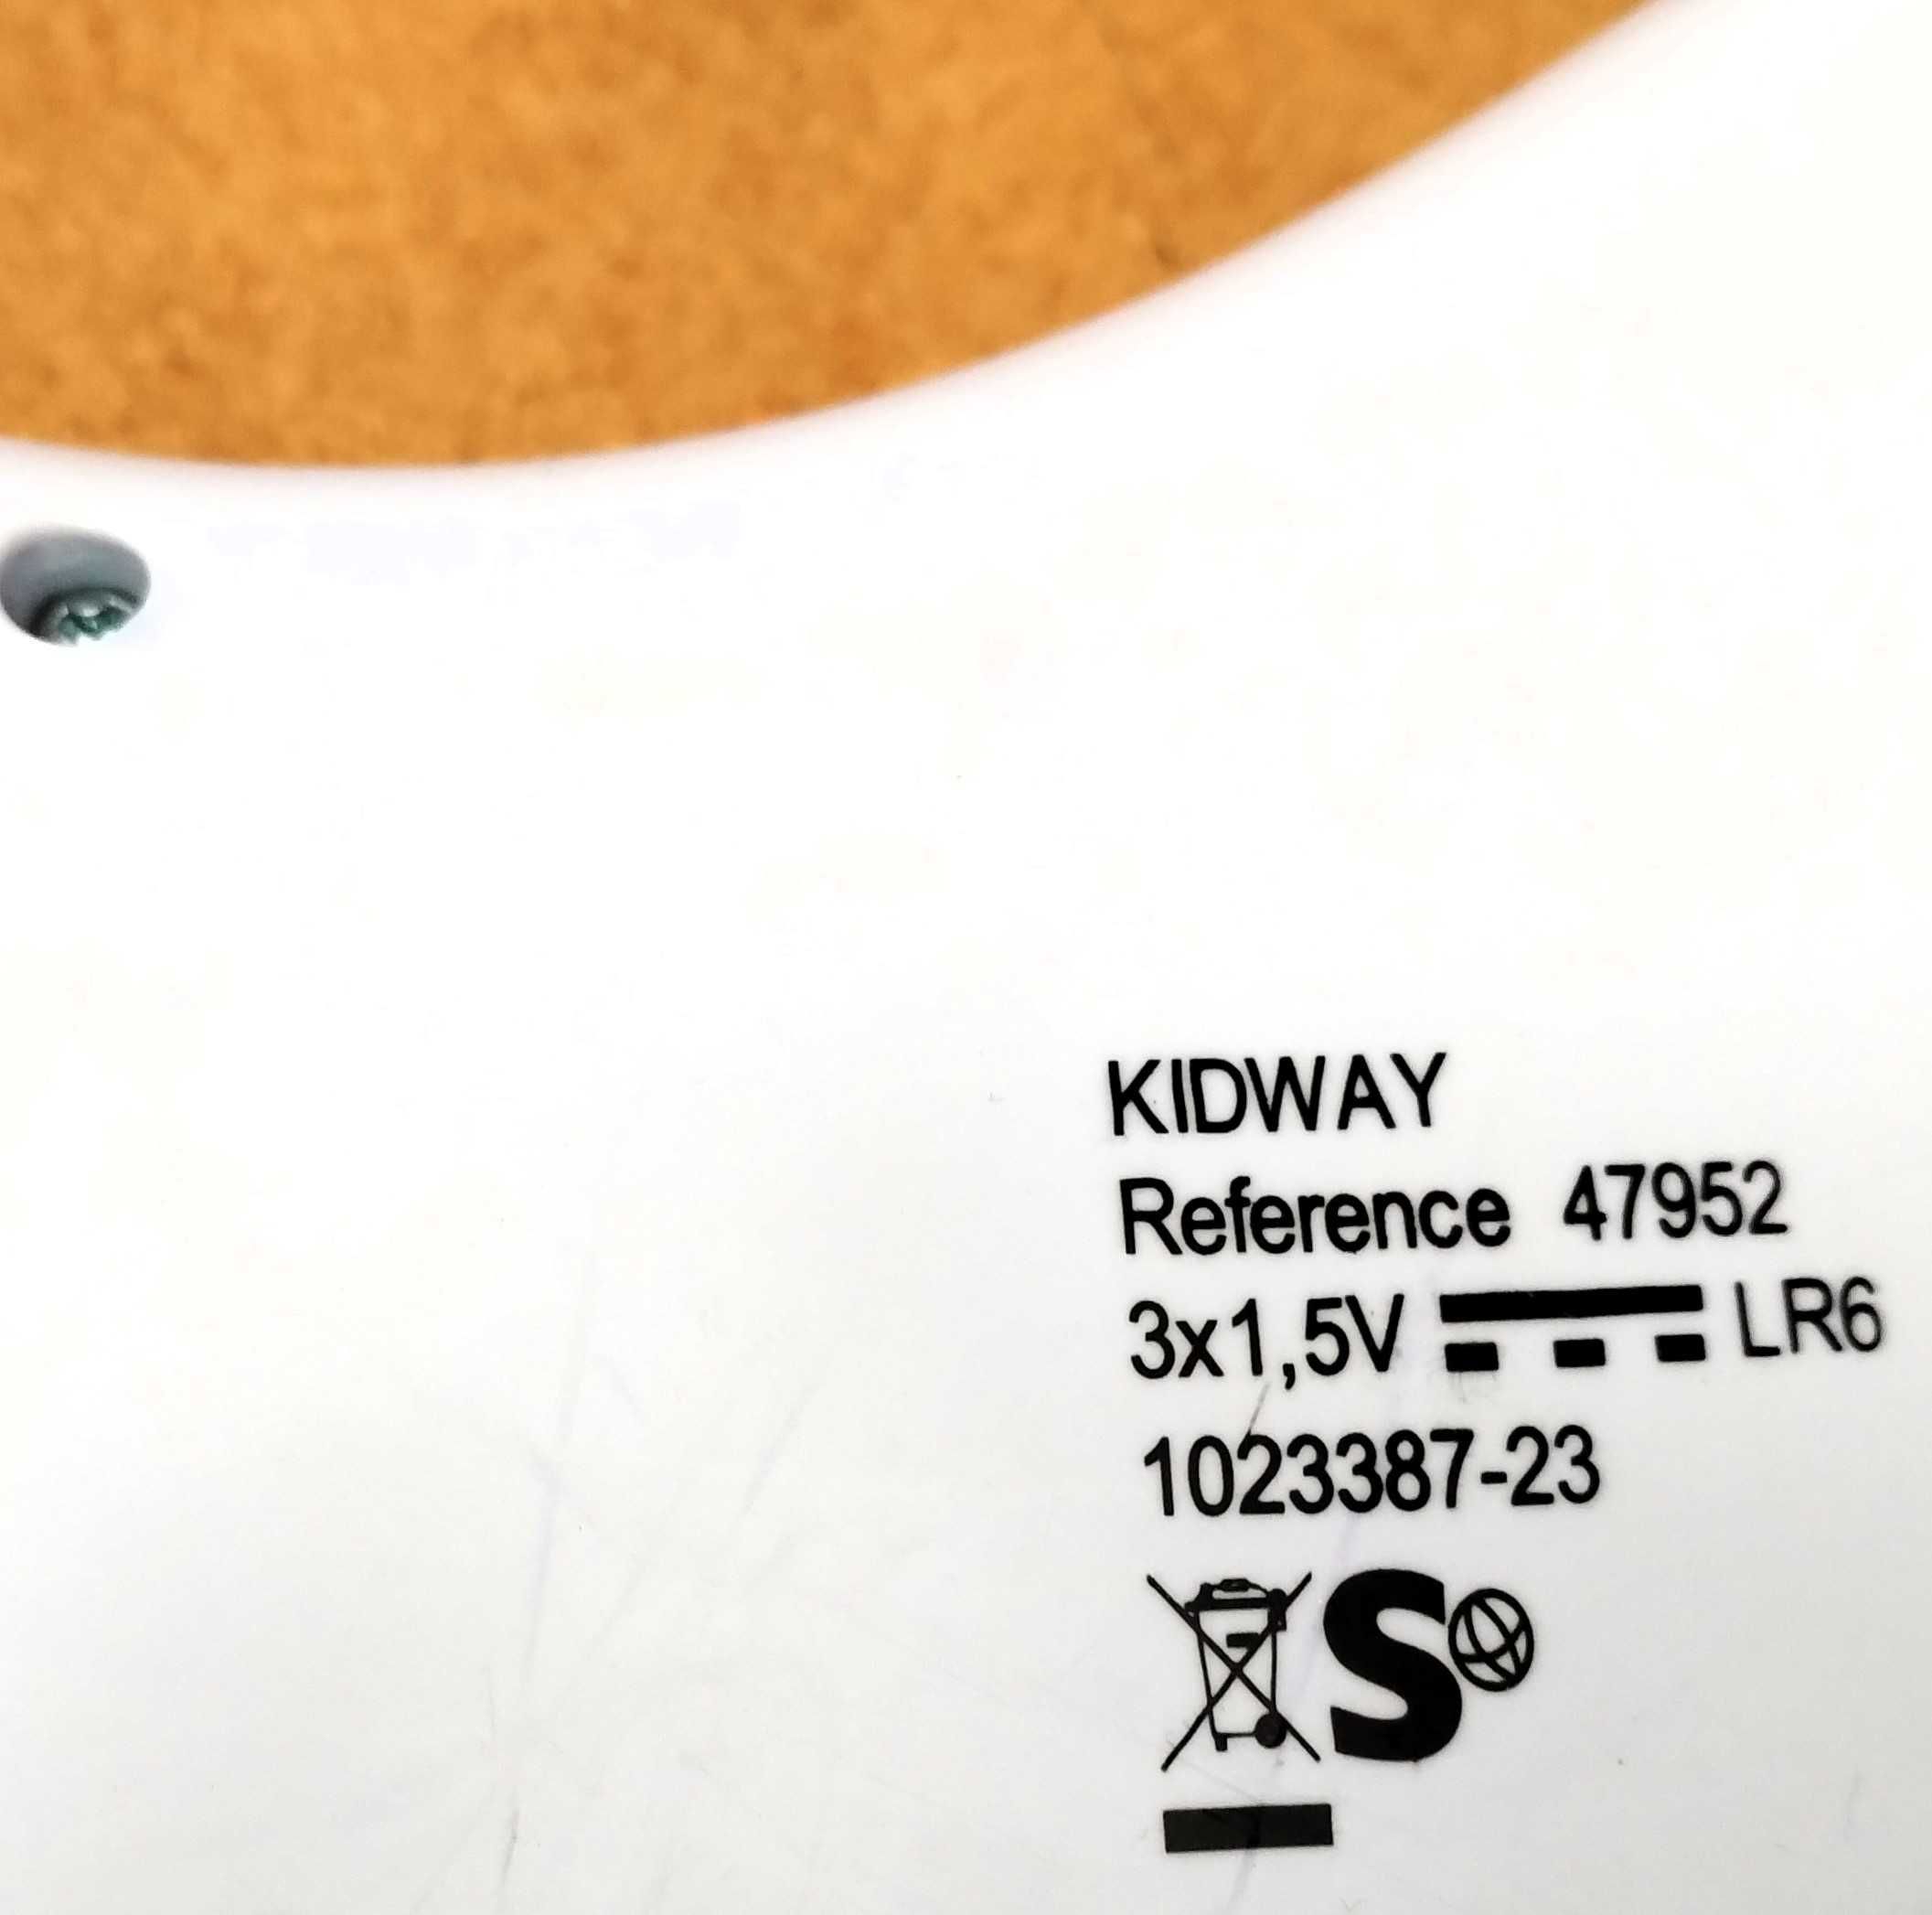 KIDWAY
Reference 47952
3x1,5V LR6
1023387-23
S